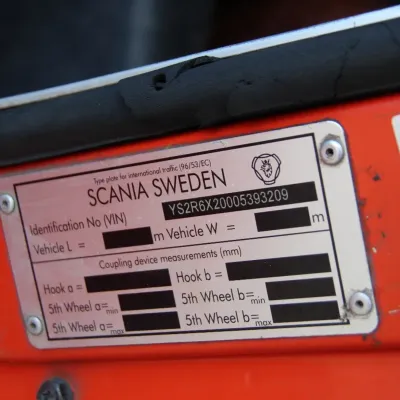 Type plate for international traffic (96/53/EC)
SCANIA SWEDEN
Identification No (VIN) YS2R6X20005393209
Vehicle L = m Vehicle W = m
Coupling device measurements (mm)
Hook a = Hook b =
5th Wheel a=min 5th Wheel b=min
5th Wheel a=max 5th Wheel b=max